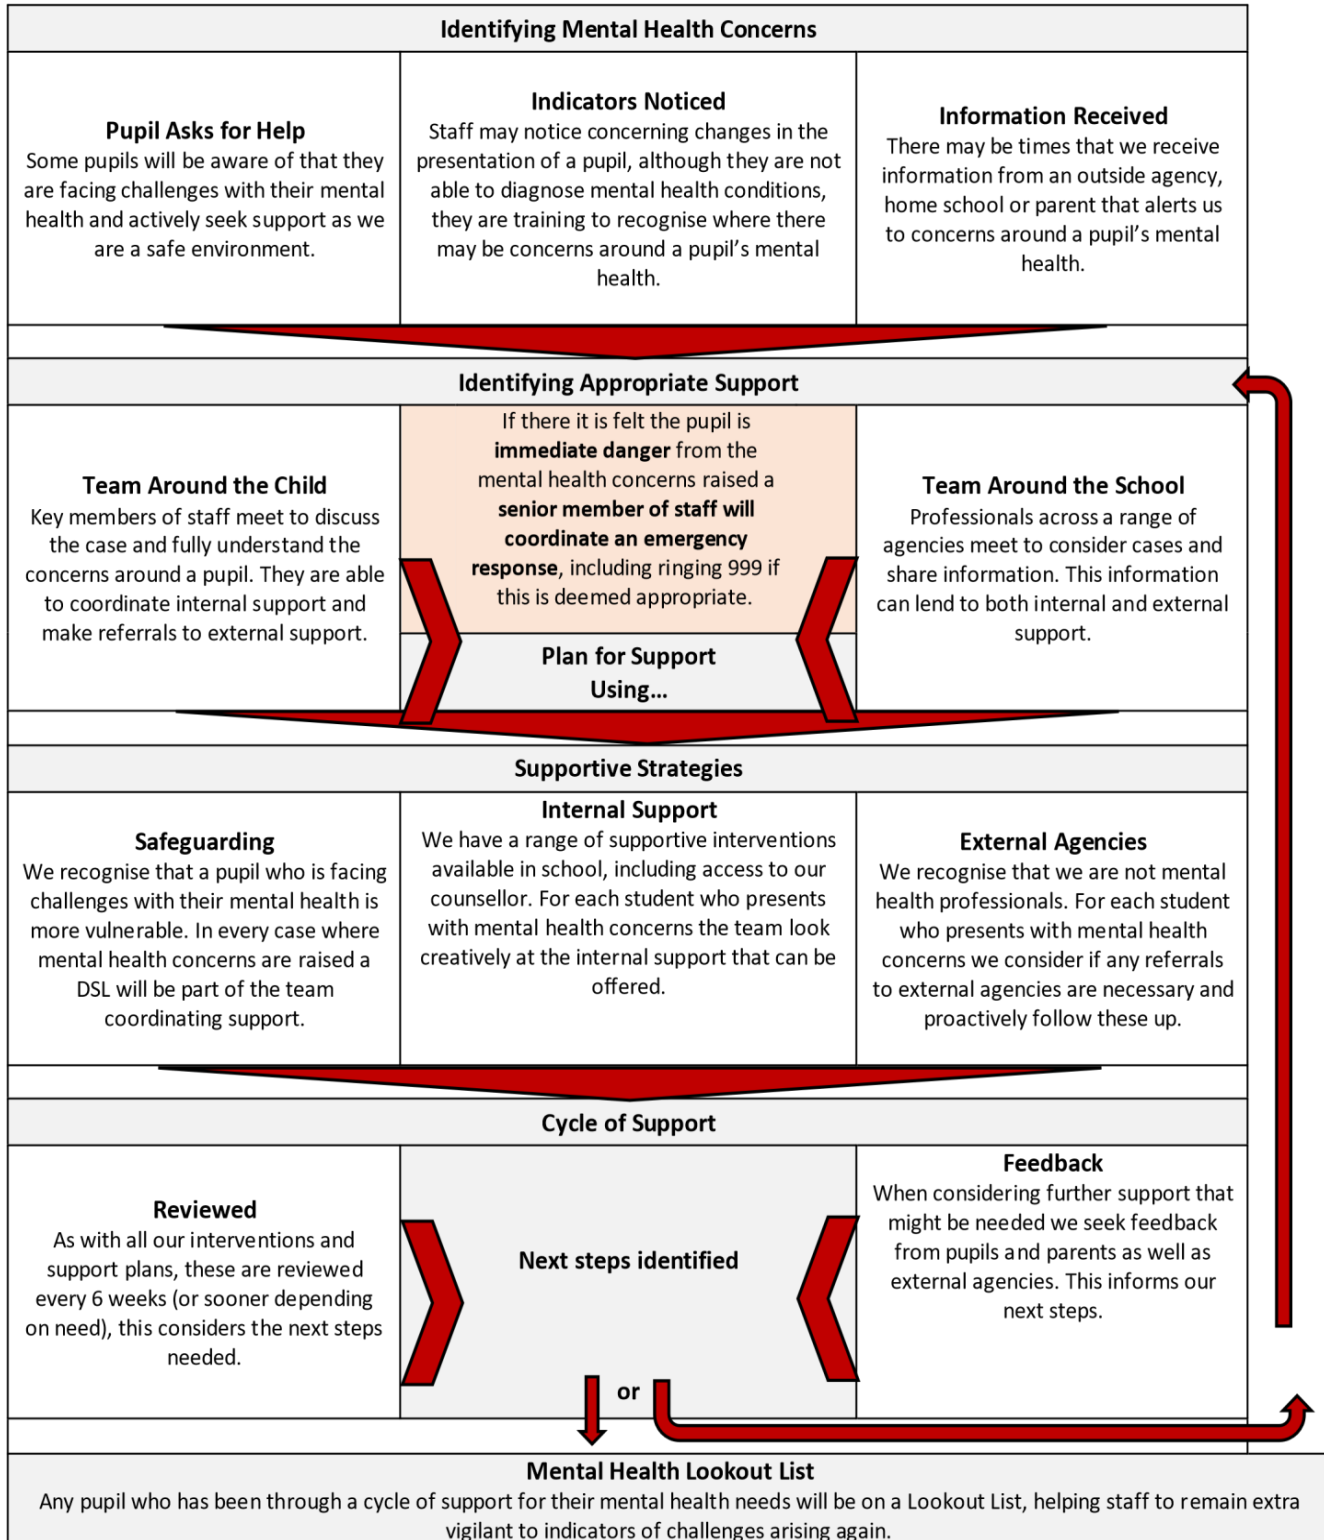 Identifying Mental Health Concerns
Pupil Asks for Help
Some pupils will be aware of that they
are facing challenges with their mental
health and actively seek support as we
are a safe environment.
Indicators Noticed
Staff may notice concerning changes in the
presentation of a pupil, although they are not
able to diagnose mental health conditions,
they are training to recognise where there
may be concerns around a pupil’s mental
health.
Information Received
There may be times that we receive
information from an outside agency,
home school or parent that alerts us
to concerns around a pupil’s mental
health.
Identifying Appropriate Support
Team Around the Child
Key members of staff meet to discuss
the case and fully understand the
concerns around a pupil. They are able
to coordinate internal support and
make referrals to external support.
If there it is felt the pupil is
immediate danger from the
mental health concerns raised a
senior member of staff will
coordinate an emergency
response, including ringing 999 if
this is deemed appropriate.
Plan for Support
Using...
Team Around the School
Professionals across a range of
agencies meet to consider cases and
share information. This information
can lend to both internal and external
support.
Supportive Strategies
Safeguarding
We recognise that a pupil who is facing
challenges with their mental health is
more vulnerable. In every case where
mental health concerns are raised a
DSL will be part of the team
coordinating support.
Internal Support
We have a range of supportive interventions
available in school, including access to our
counsellor. For each student who presents
with mental health concerns the team look
creatively at the internal support that can be
offered.
External Agencies
We recognise that we are not mental
health professionals. For each student
who presents with mental health
concerns we consider if any referrals
to external agencies are necessary and
proactively follow these up.
Cycle of Support
Reviewed
As with all our interventions and
support plans, these are reviewed
every 6 weeks (or sooner depending
on need), this considers the next steps
needed.
Next steps identified
or
Feedback
When considering further support that
might be needed we seek feedback
from pupils and parents as well as
external agencies. This informs our
next steps.
Mental Health Lookout List
Any pupil who has been through a cycle of support for their mental health needs will be on a Lookout List, helping staff to remain extra
vigilant to indicators of challenges arising again.